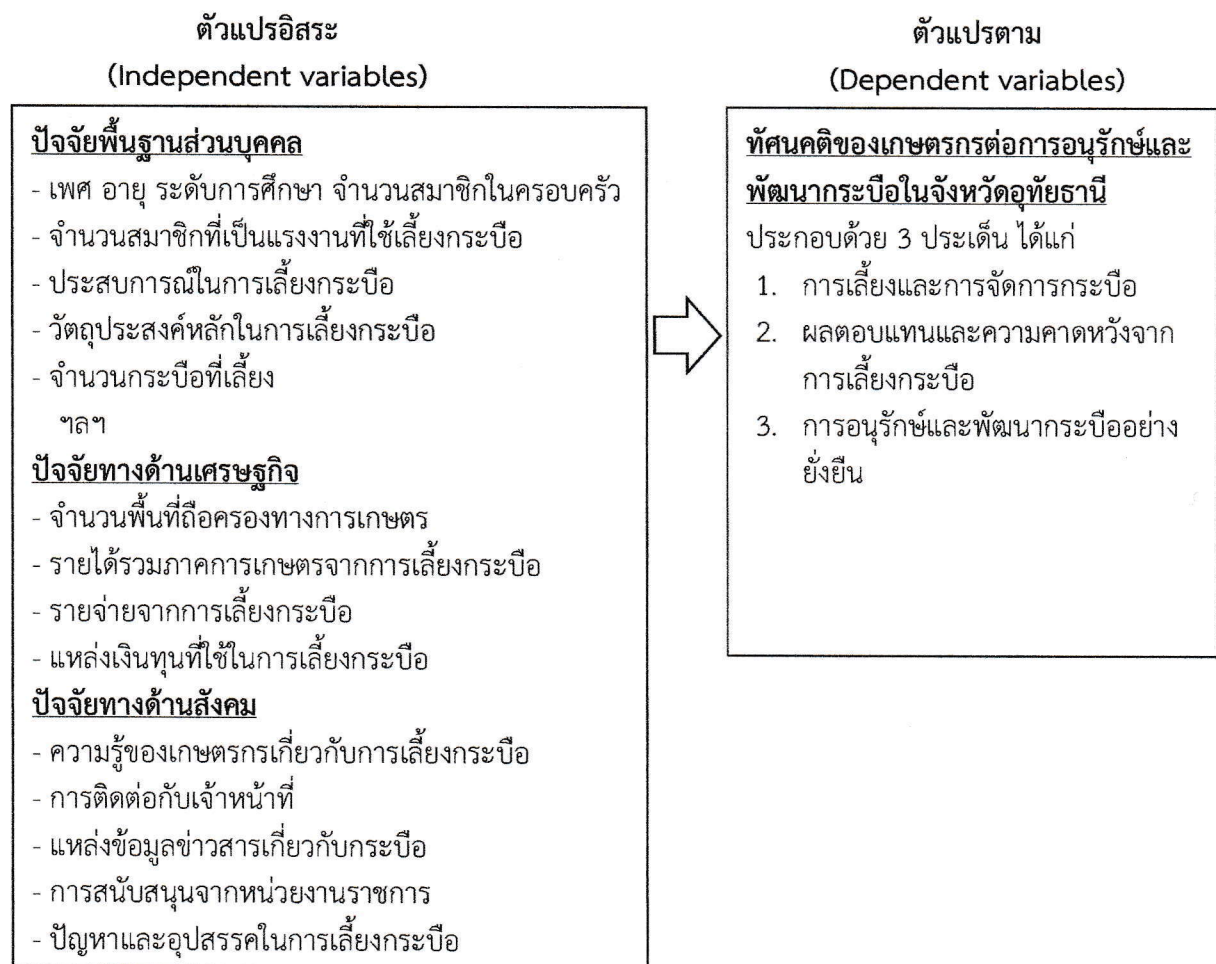 ตัวแปรอิสระ
(Independent variables)
ปัจจัยพื้นฐานส่วนบุคคล
- เพศ อายุ ระดับการศึกษา จำนวนสมาชิกในครอบครัว
- จำนวนสมาชิกที่เป็นแรงงานที่ใช้เลี้ยงกระบือ
- ประสบการณ์ในการเลี้ยงกระบือ
- วัตถุประสงค์หลักในการเลี้ยงกระบือ
- จำนวนกระบือที่เลี้ยง
ฯลฯ
ปัจจัยทางด้านเศรษฐกิจ
- จำนวนพื้นที่ถือครองทางการเกษตร
- รายได้รวมภาคการเกษตรจากการเลี้ยงกระบือ
- รายจ่ายจากการเลี้ยงกระบือ
- แหล่งเงินทุนที่ใช้ในการเลี้ยงกระบือ
ปัจจัยทางด้านสังคม
- ความรู้ของเกษตรกรเกี่ยวกับการเลี้ยงกระบือ
- การติดต่อกับเจ้าหน้าที่
- แหล่งข้อมูลข่าวสารเกี่ยวกับกระบือ
- การสนับสนุนจากหน่วยงานราชการ
- ปัญหาและอุปสรรคในการเลี้ยงกระบือ
ตัวแปรตาม
(Dependent variables)
ทัศนคติของเกษตรกรต่อการอนุรักษ์และ
พัฒนากระบือในจังหวัดอุทัยธานี
ประกอบด้วย 3 ประเด็น ได้แก่
1. การเลี้ยงและการจัดการกระบือ
2. ผลตอบแทนและความคาดหวังจาก
การเลี้ยงกระบือ
3. การอนุรักษ์และพัฒนากระบืออย่าง
ยั่งยืน